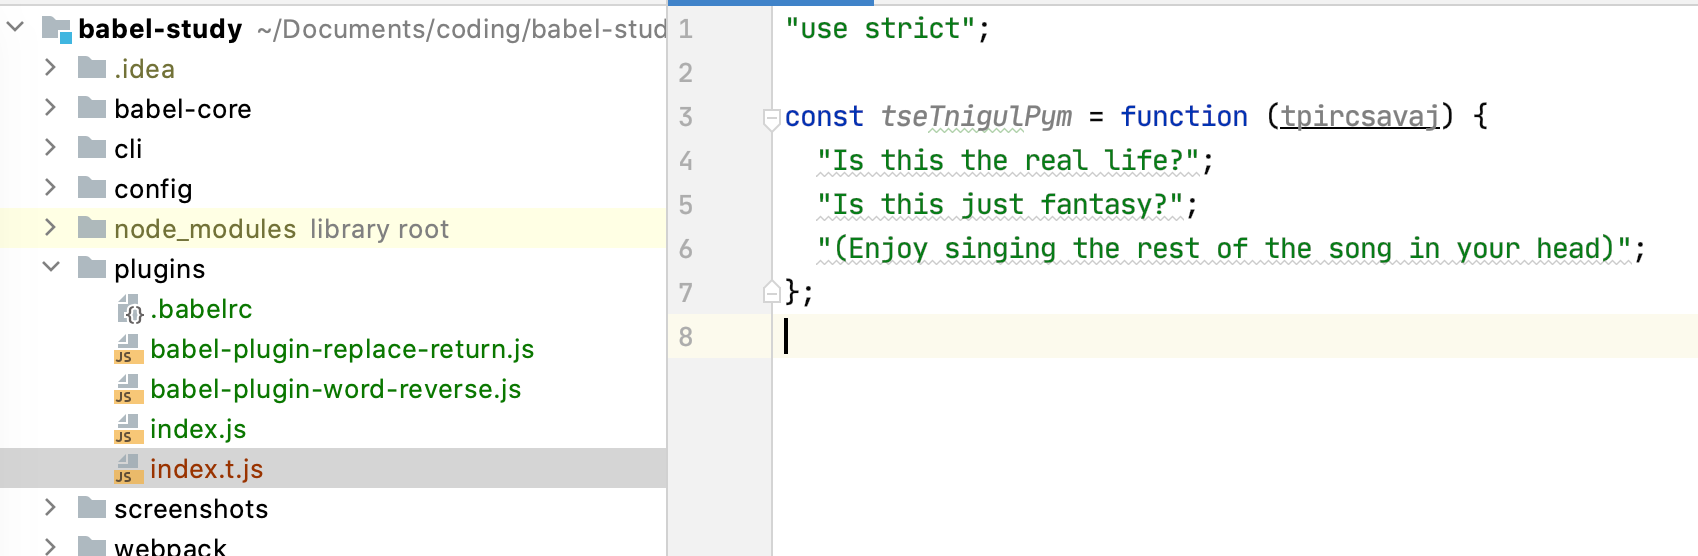 babel-study ~/Documents/coding/babel-stud
.idea
babel-core
cli
config
node_modules library root
plugins
.babelrc
babel-plugin-replace-return.js
babel-plugin-word-reverse.js
index.js
index.t.js
screenshots
webpack
1 "use strict";
2
3 const tseTnigulPym = function (tpircsavaj) {
4 "Is this the real life?";
5 "Is this just fantasy?";
6 "(Enjoy singing the rest of the song in your head)";
7 };
8